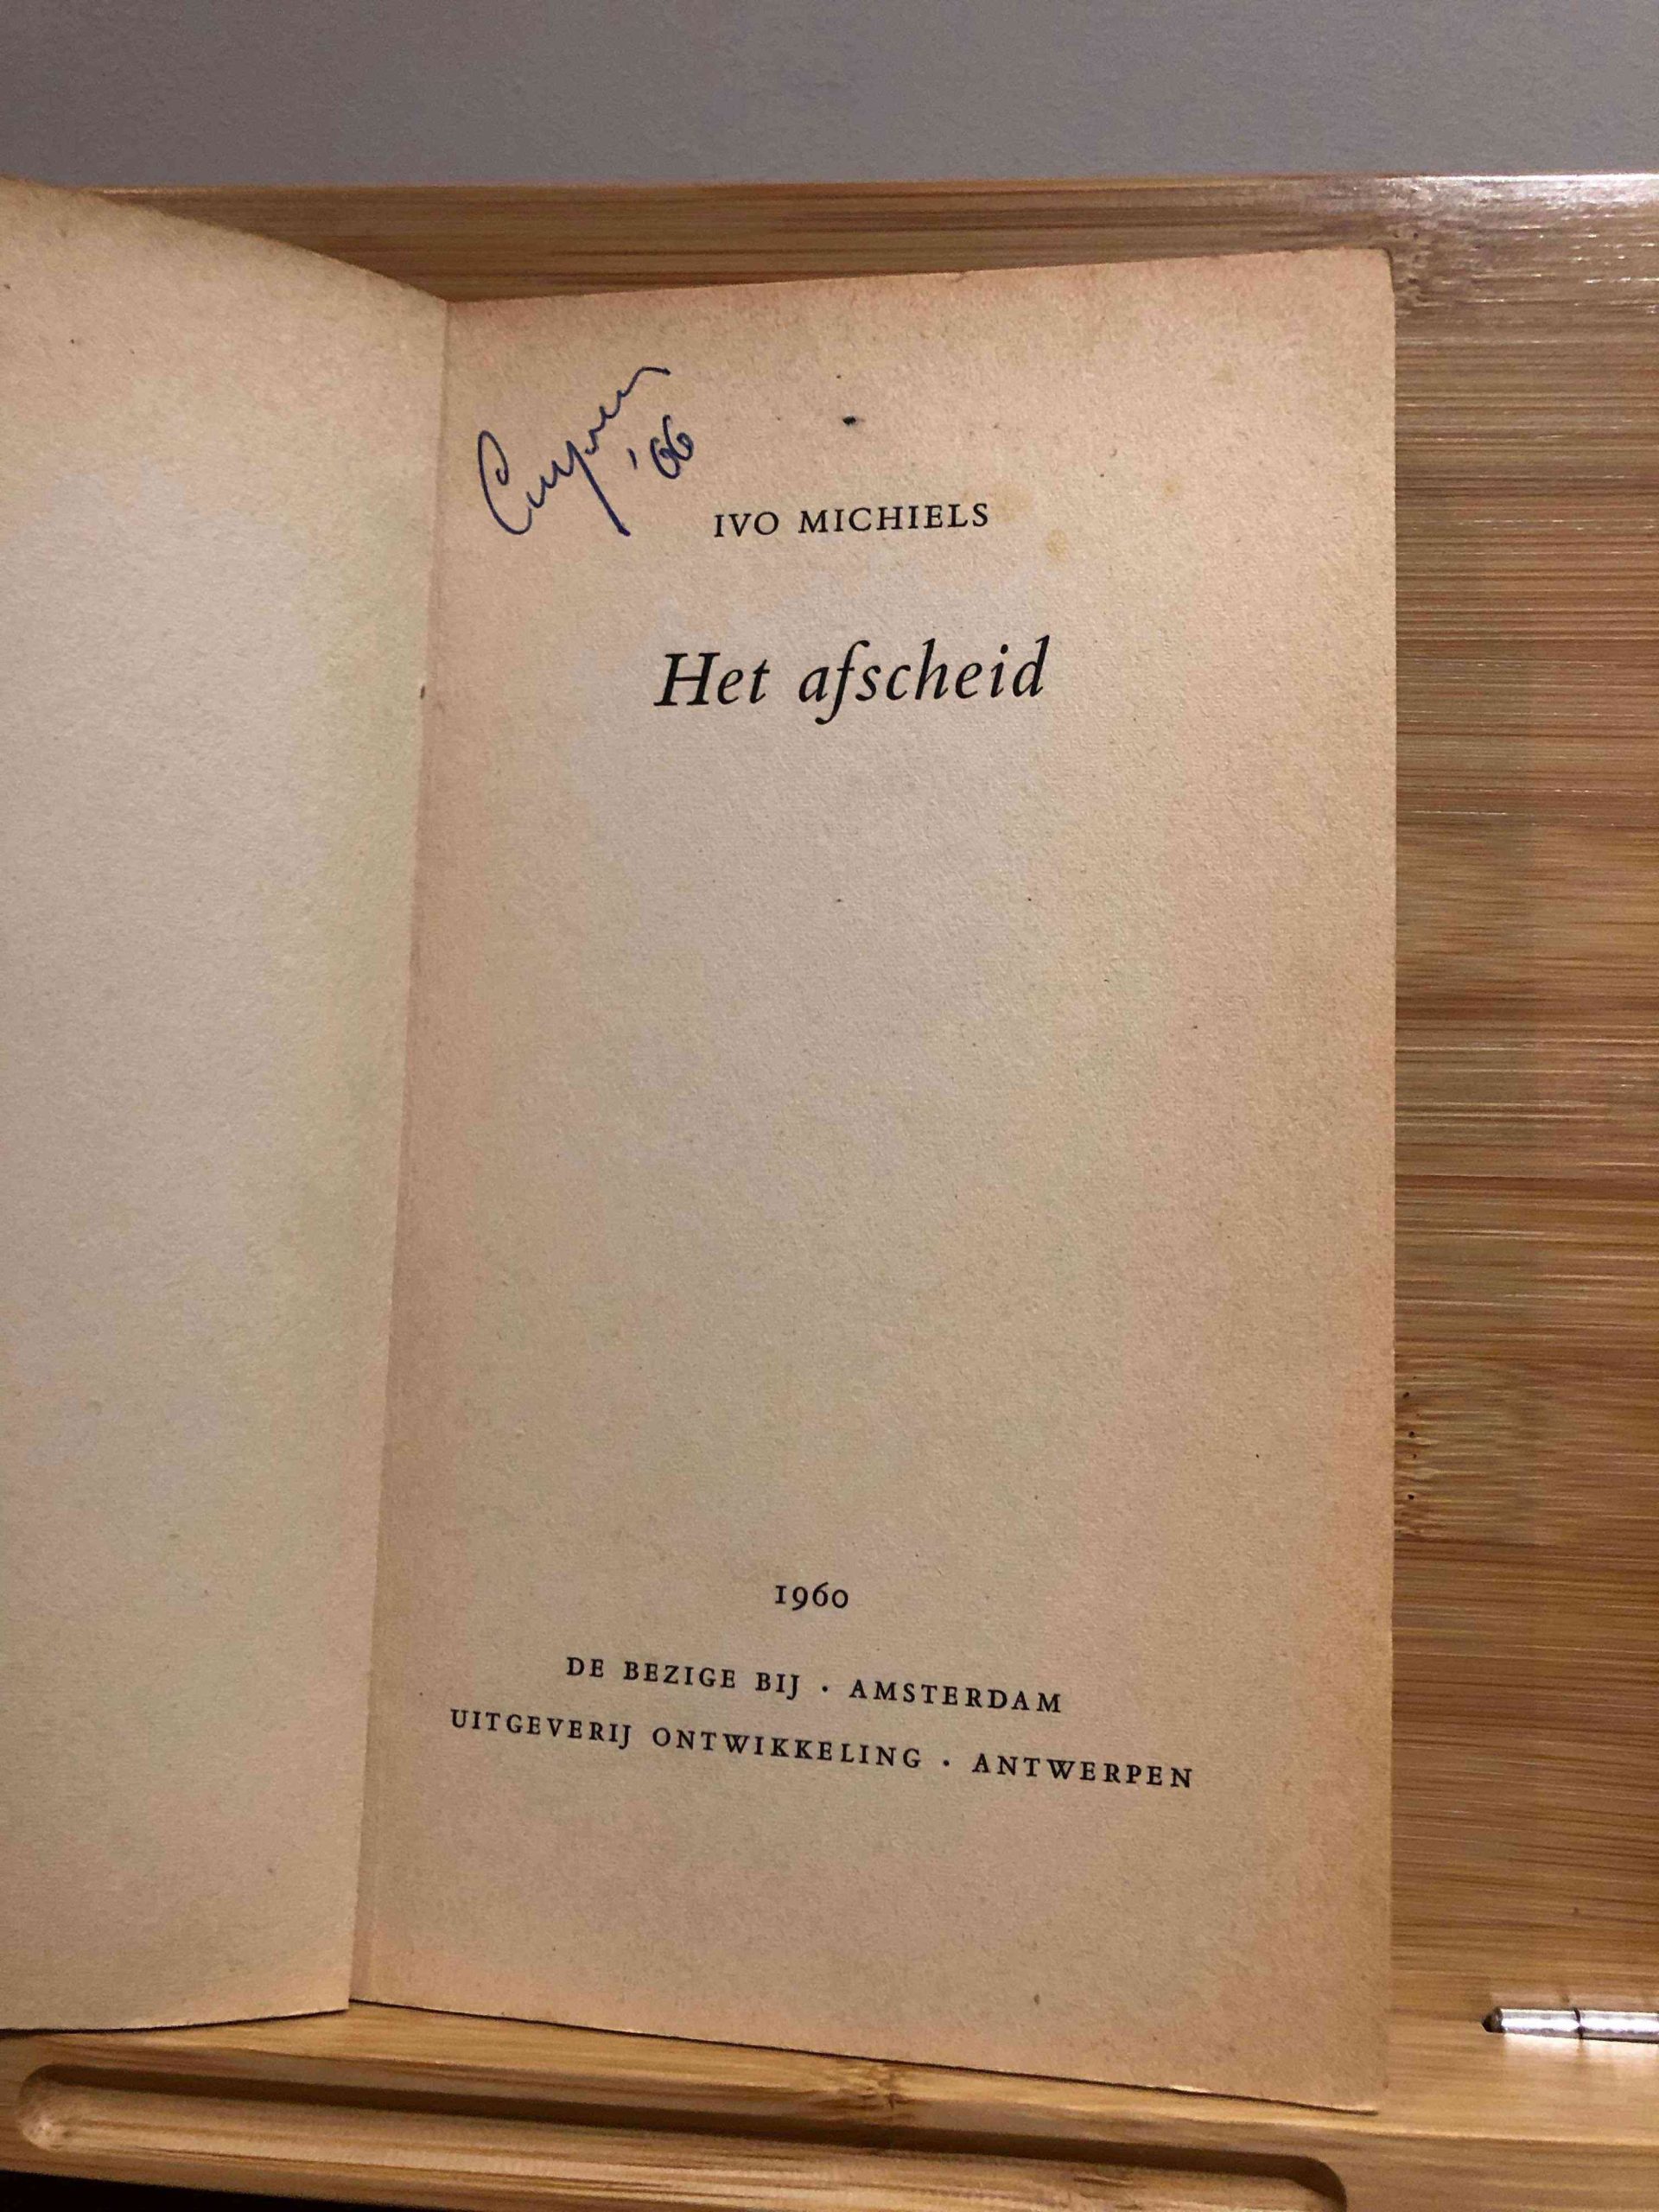 '66
IVO MICHIELS
Het afscheid
1960
DE BEZIGE BIJ · AMSTERDAM
UITGEVERIJ ONTWIKKELING · ANTWERPEN